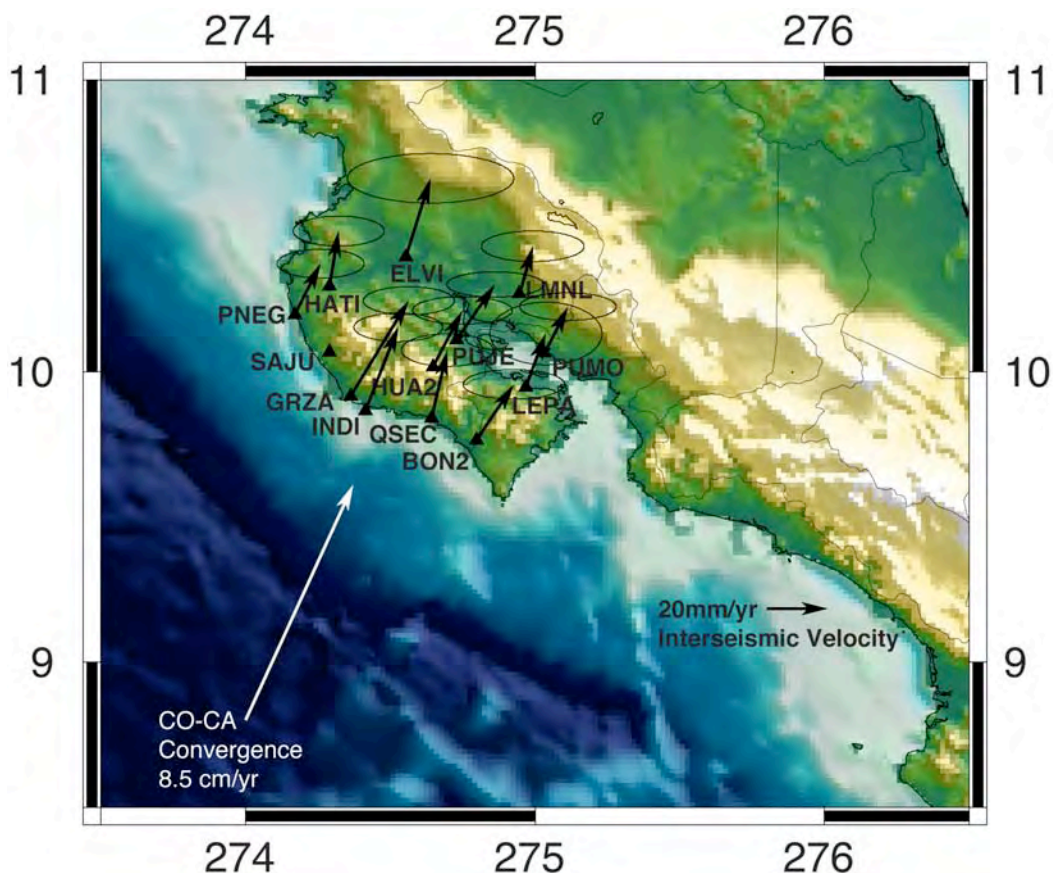 274 275 276
11 11
ELVI
LMNL
HATI
PNEG
PUJE
PUMO
SAJU
10 10
HUA2
GRZA
LEPA
INDI
QSEC
BON2
20mm/yr
Interseismic Velocity
9 9
CO-CA
Convergence
8.5 cm/yr
274 275 276